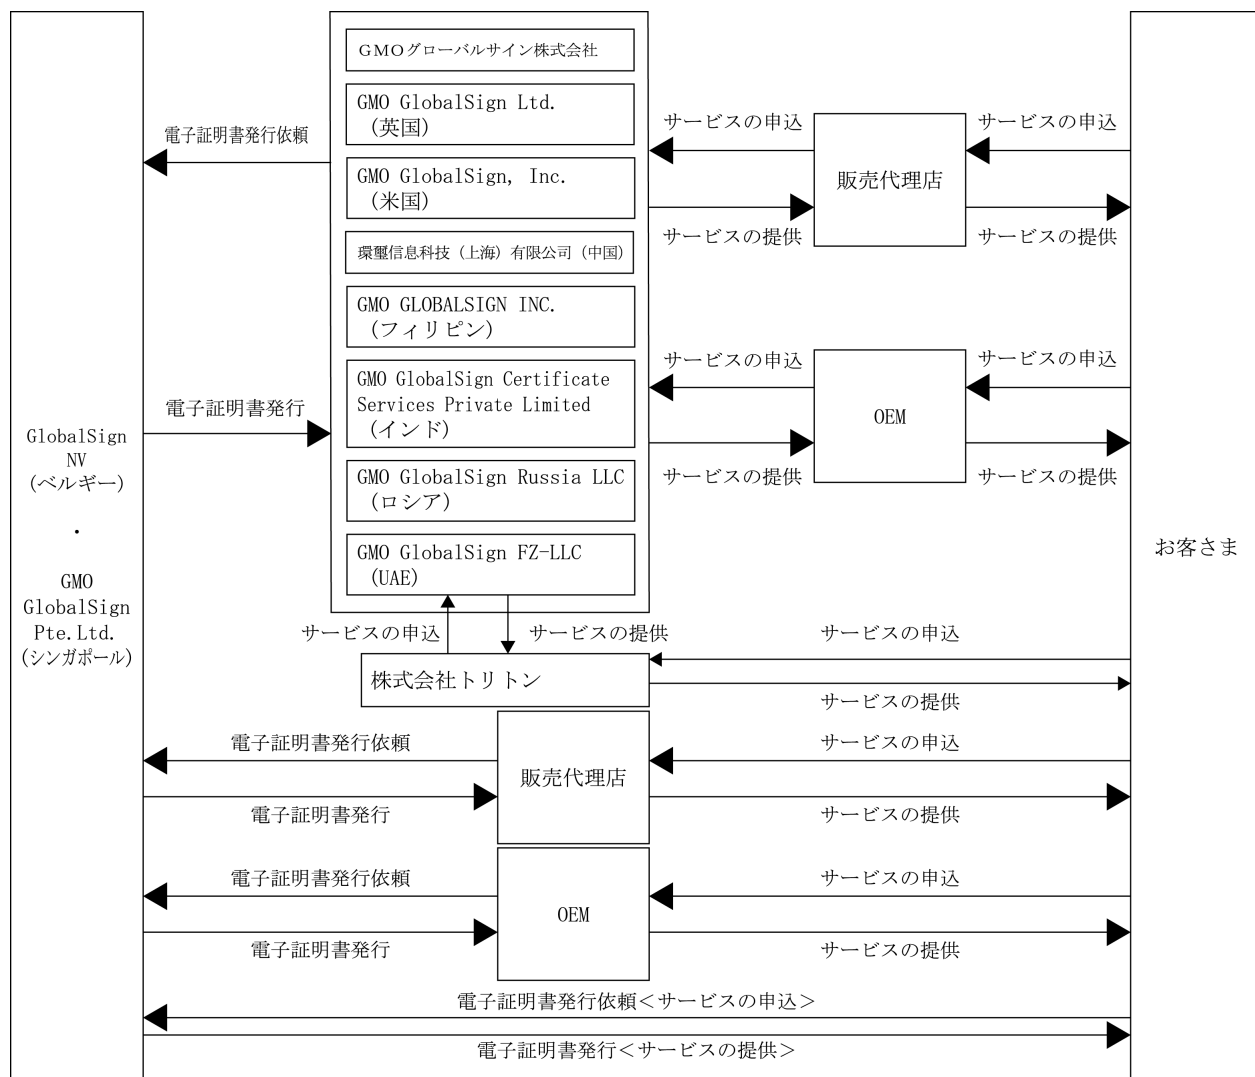 GMOグローバルサイン株式会社
GMO GlobalSign Ltd.
（英国）
GMO GlobalSign, Inc.
（米国）
環璽信息科技（上海）有限公司（中国）
GMO GLOBALSIGN INC.
（フィリピン）
GMO GlobalSign Certificate
Services Private Limited
（インド）
GMO GlobalSign Russia LLC
（ロシア）
GMO GlobalSign FZ-LLC
（UAE）
電子証明書発行依頼
電子証明書発行
GlobalSign
NV
（ベルギー）
・
GMO
GlobalSign
Pte.Ltd.
（シンガポール）
サービスの申込
サービスの申込
販売代理店
サービスの提供
サービスの提供
サービスの申込
サービスの申込
OEM
サービスの提供
サービスの提供
お客さま
サービスの申込
サービスの提供
サービスの申込
株式会社トリトン
サービスの提供
電子証明書発行依頼
サービスの申込
販売代理店
電子証明書発行
サービスの提供
電子証明書発行依頼
サービスの申込
OEM
電子証明書発行
サービスの提供
電子証明書発行依頼＜サービスの申込＞
電子証明書発行＜サービスの提供＞